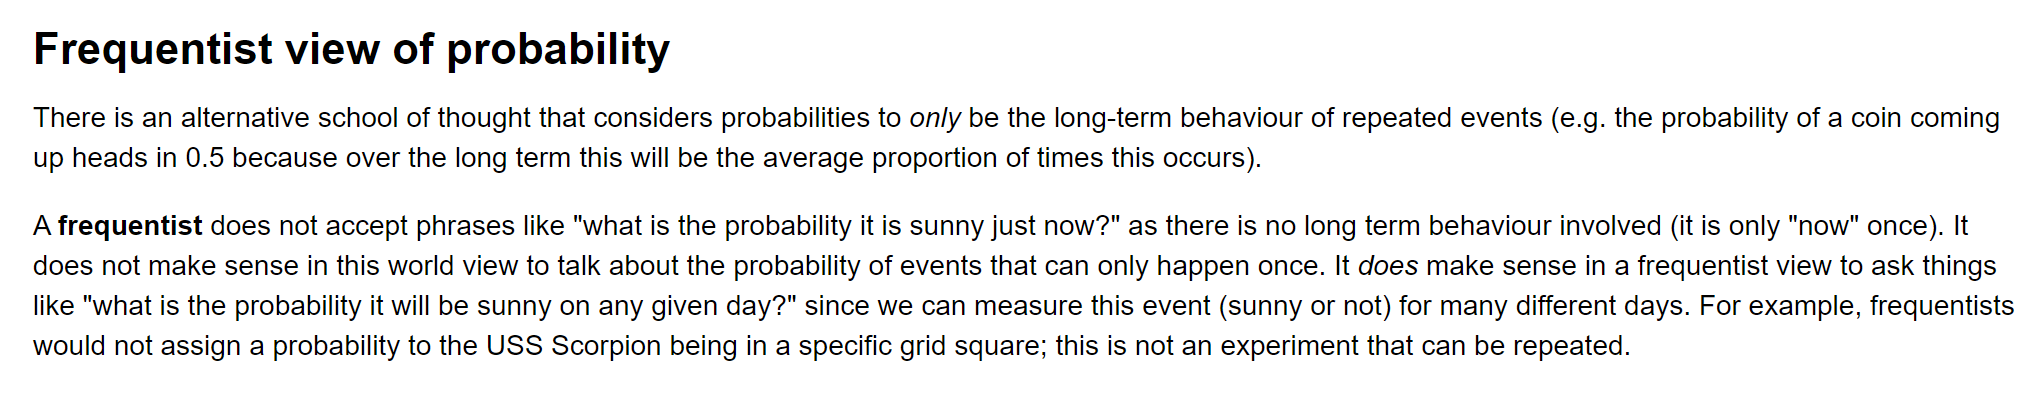 Frequentist view of probability
There is an alternative school of thought that considers probabilities to only be the long-term behaviour of repeated events (e.g. the probability of a coin coming
up heads in 0.5 because over the long term this will be the average proportion of times this occurs).
A frequentist does not accept phrases like "what is the probability it is sunny just now?" as there is no long term behaviour involved (it is only "now" once). It
does not make sense in this world view to talk about the probability of events that can only happen once. It does make sense in a frequentist view to ask things
like "what is the probability it will be sunny on any given day?" since we can measure this event (sunny or not) for many different days. For example, frequentists
would not assign a probability to the USS Scorpion being in a specific grid square; this is not an experiment that can be repeated.